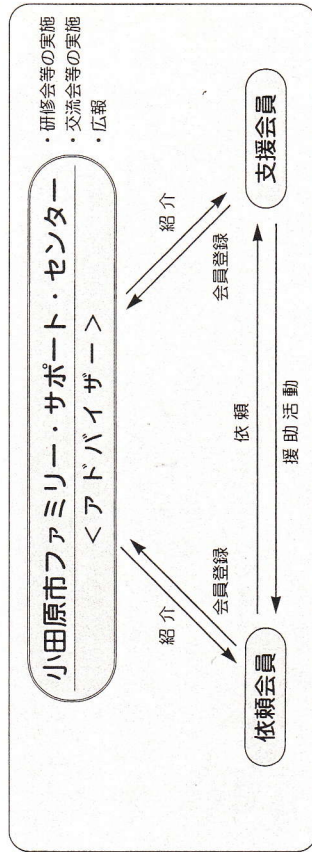 小田原市ファミリー・サポート・センター
＜アドバイザー＞
・研修会等の実施
・交流会等の実施
・広報
紹介
会員登録
紹介
会員登録
依頼会員
依頼
援助活動
支援会員